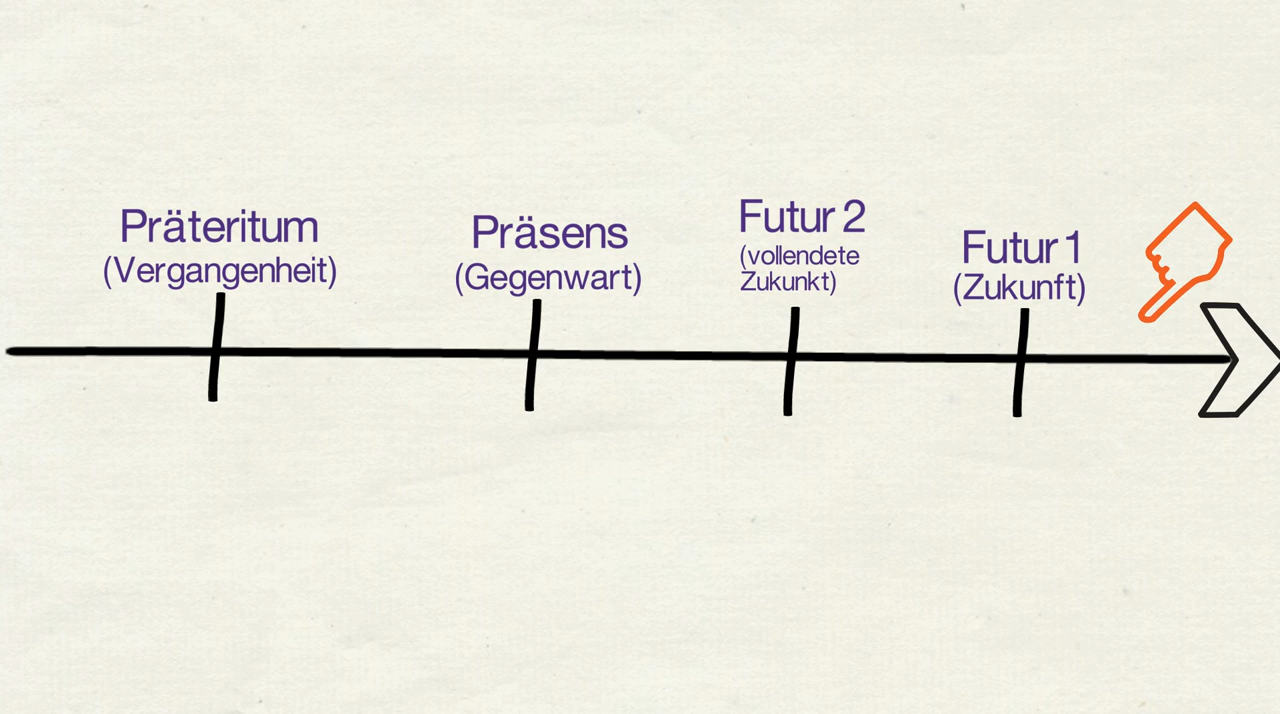 Präteritum
(Vergangenheit)
Präsens
(Gegenwart)
Futur 2
(vollendete
Zukunkt)
Futur 1
(Zukunft)